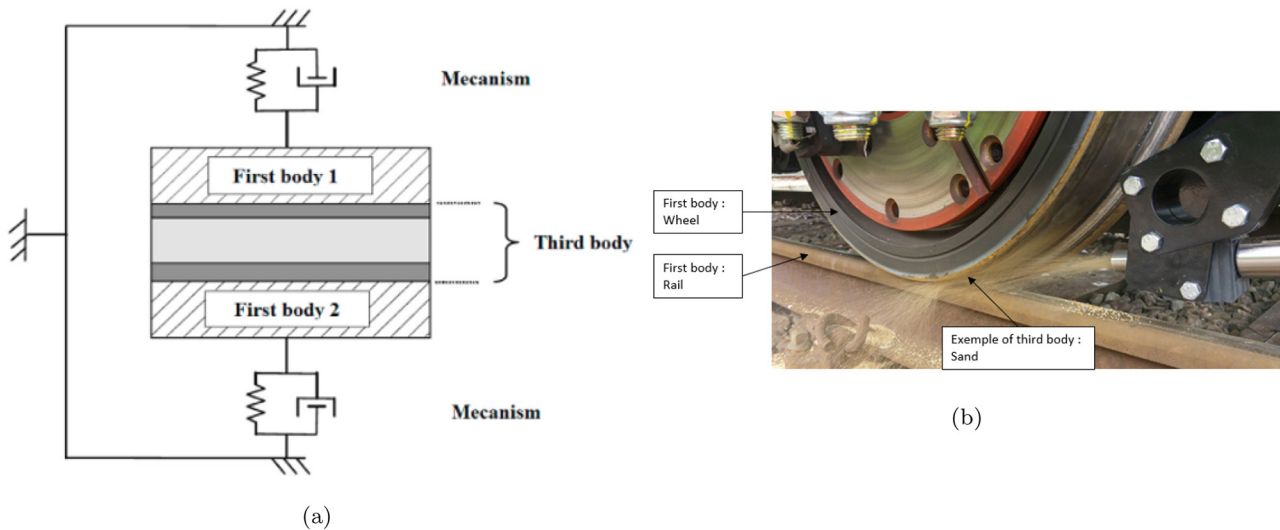 Mecanism
First body 1
Third body
First body 2
Mecanism
(a)
First body :
Wheel
First body :
Rail
Exemple of third body :
Sand
(b)